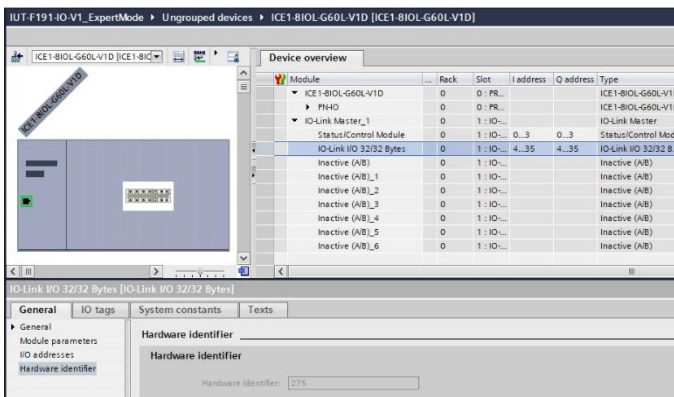 IUT-F191-IO-V1_ExpertMode ▸ Ungrouped devices ▸ ICE1-8IOL-G60L-V1D [ICE1-8IOL-G60L-V1D]
ICE1-8IOL-G60L-V1D [ICE1-8IO
Device overview
Module ... Rack Slot I address Q address Type
ICE1-8IOL-G60L-V1D 0 0 : PR... ICE1-8IOL-G60L-V1
PN-IO 0 0 : PR... ICE1-8IOL-G60L-V1
IO-Link Master_1 0 1 : IO-... IO-Link Master
Status/Control Module 0 1 : IO-... 0...3 0...3 Status/Control Mod
IO-Link I/O 32/32 Bytes 0 1 : IO-... 4...35 4...35 IO-Link I/O 32/32 B.
Inactive (A/B) 0 1 : IO-... Inactive (A/B)
Inactive (A/B)_1 0 1 : IO-... Inactive (A/B)
Inactive (A/B)_2 0 1 : IO-... Inactive (A/B)
Inactive (A/B)_3 0 1 : IO-... Inactive (A/B)
Inactive (A/B)_4 0 1 : IO-... Inactive (A/B)
Inactive (A/B)_5 0 1 : IO-... Inactive (A/B)
Inactive (A/B)_6 0 1 : IO-... Inactive (A/B)
ICE1-8IOL-G60L-V1D
IO-Link I/O 32/32 Bytes [IO-Link I/O 32/32 Bytes]
General IO tags System constants Texts
General
Module parameters
I/O addresses
Hardware identifier
Hardware identifier
Hardware identifier
Hardware identifier: 276